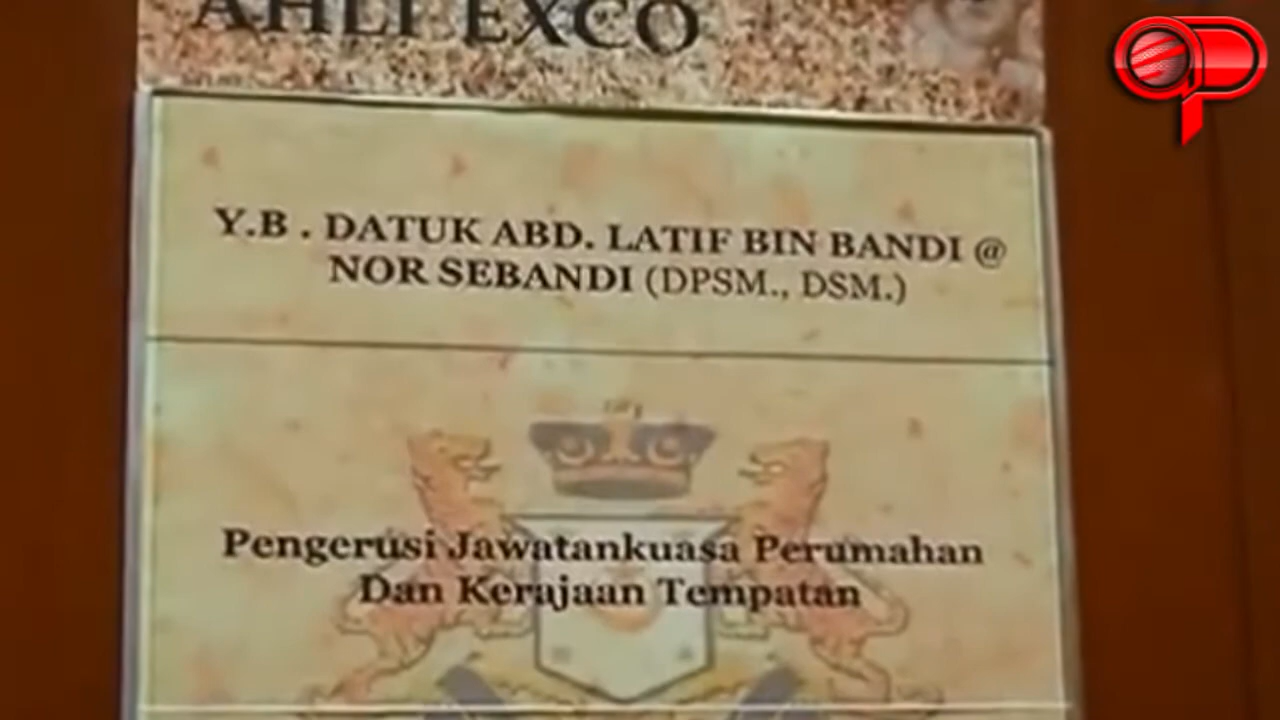 AHLI EXCO
Y.B . DATUK ABD. LATIF BIN BANDI @
NOR SEBANDI (DPSM., DSM.)
Pengerusi Jawatankuasa Perumahan
Dan Kerajaan Tempatan